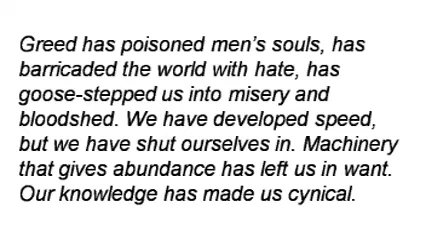 Greed has poisoned men's souls, has
barricaded the world with hate, has
goose-stepped us into misery and
bloodshed. We have developed speed,
but we have shut ourselves in. Machinery
that gives abundance has left us in want.
Our knowledge has made us cynical.